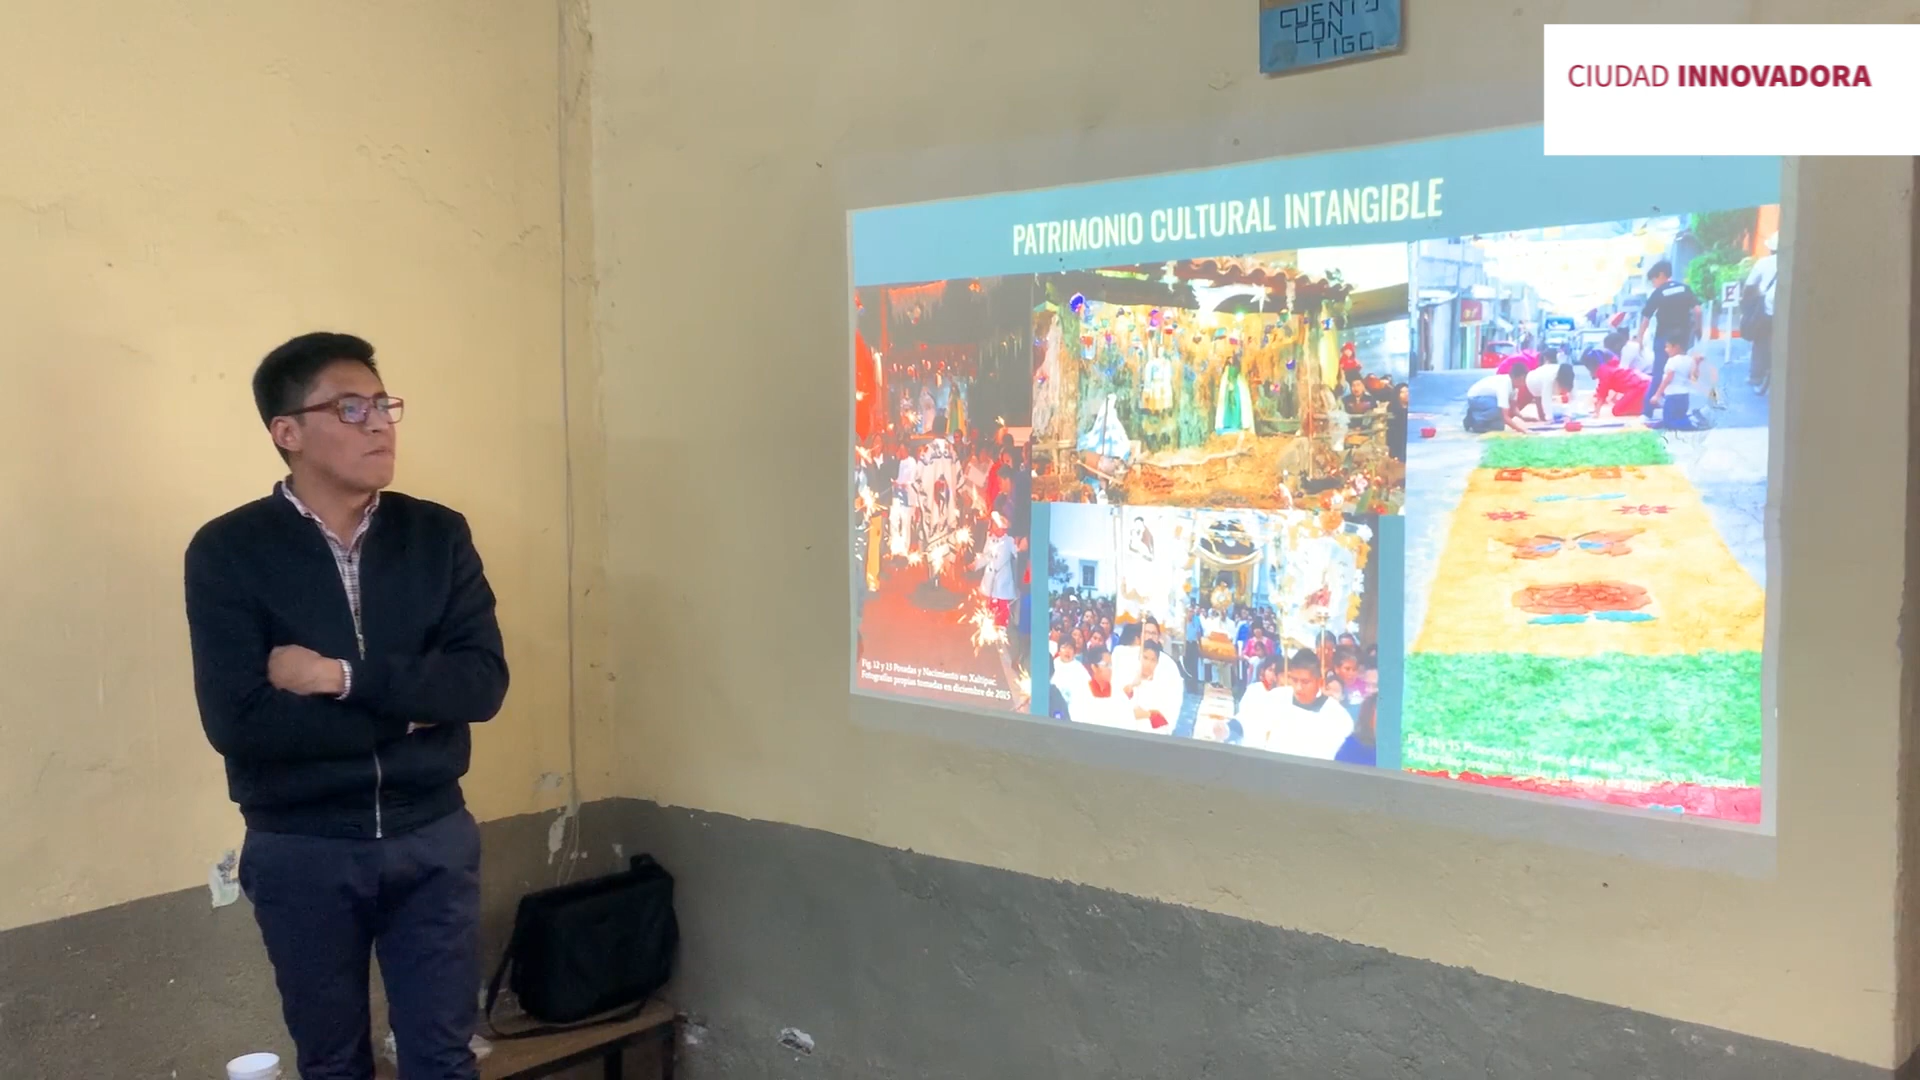 CUENTO
CON
TIGO
CIUDAD INNOVADORA
PATRIMONIO CULTURAL INTANGIBLE
Fig. 12 y 13 Posadas y Nacimiento en Xaltipac.
Fotografías propias tomadas en diciembre de 2015